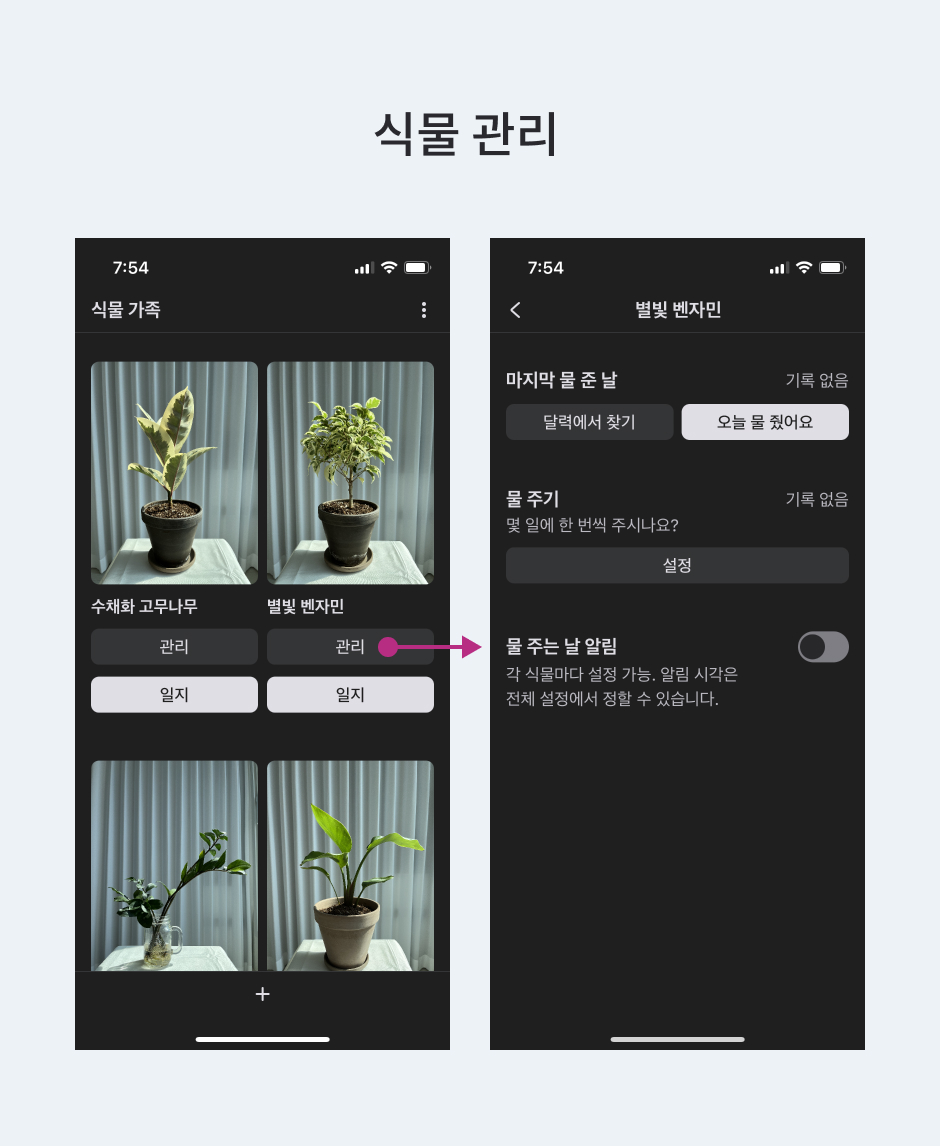 식물 관리
7:54
식물 가족
수채화 고무나무
별빛 벤자민
관리
관리
일지
일지
+
7:54
별빛 벤자민
마지막 물 준 날
기록 없음
달력에서 찾기
오늘 물 줬어요
물 주기
기록 없음
몇 일에 한 번씩 주시나요?
설정
물 주는 날 알림
각 식물마다 설정 가능. 알림 시각은
전체 설정에서 정할 수 있습니다.